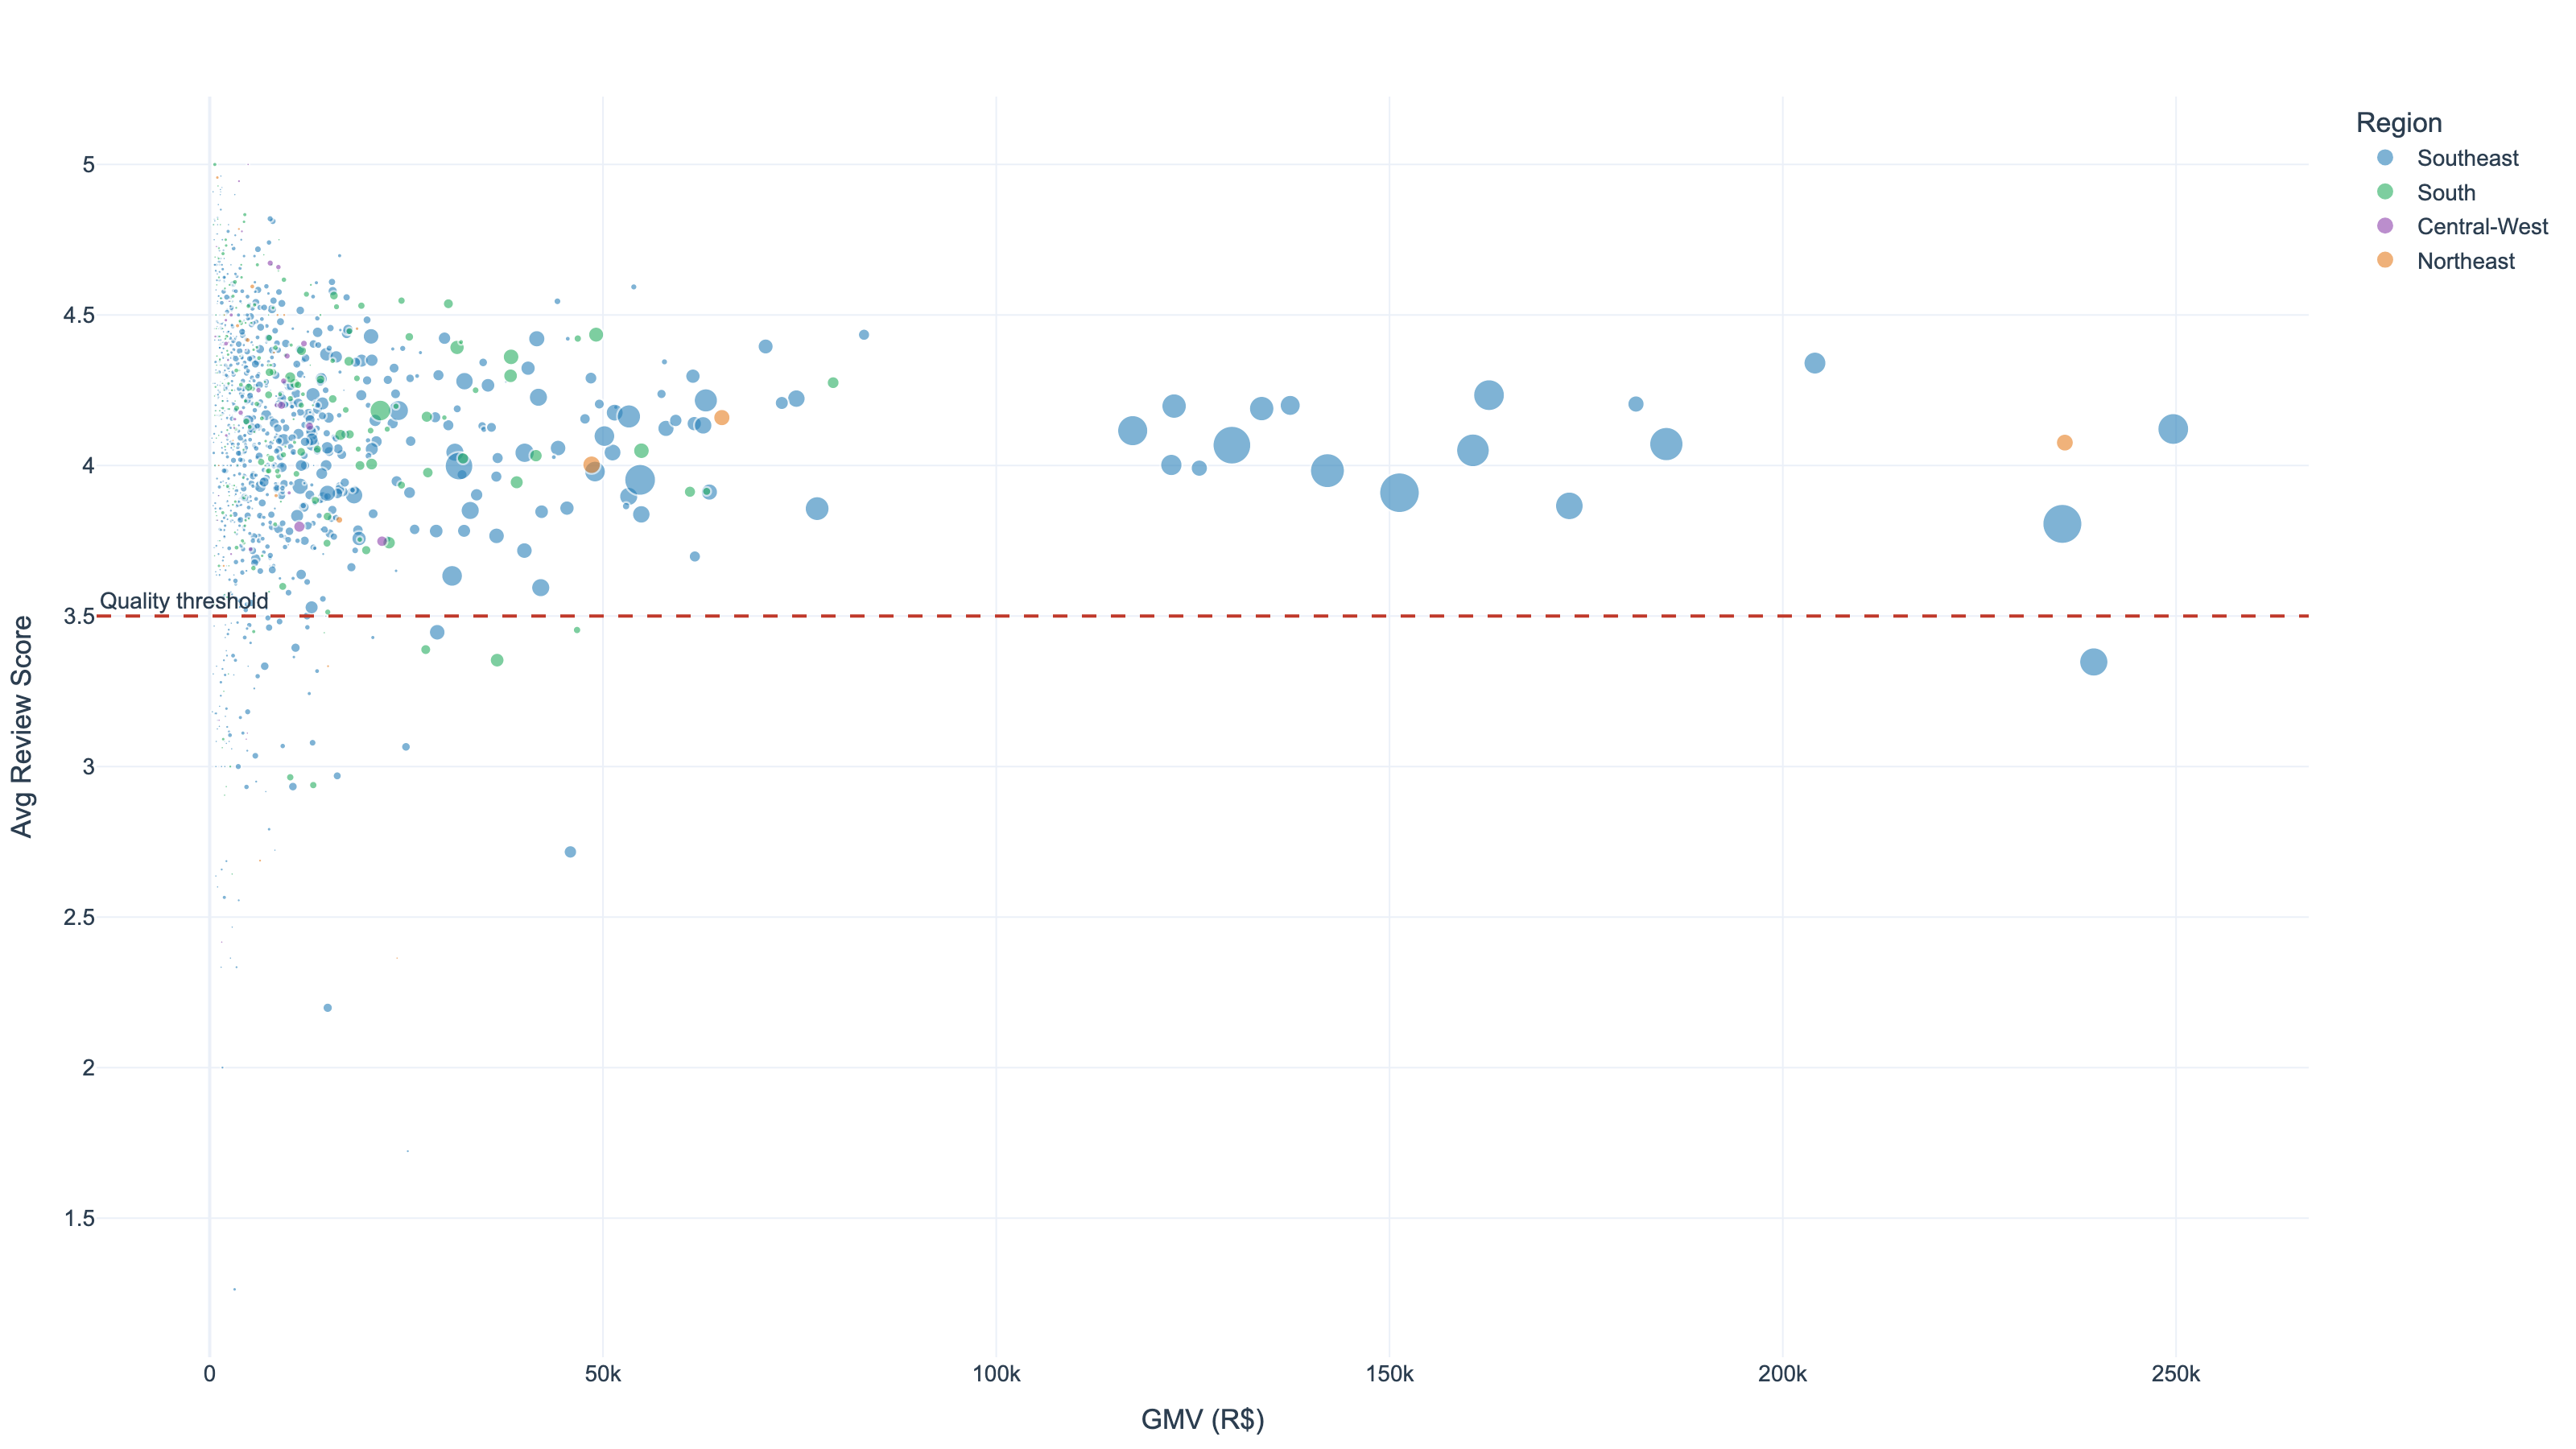 Region
Southeast
South
Central-West
Northeast
Avg Review Score
5
4.5
4
3.5
3
2.5
2
1.5
Quality threshold
0
50k
100k
150k
200k
250k
GMV (R$)